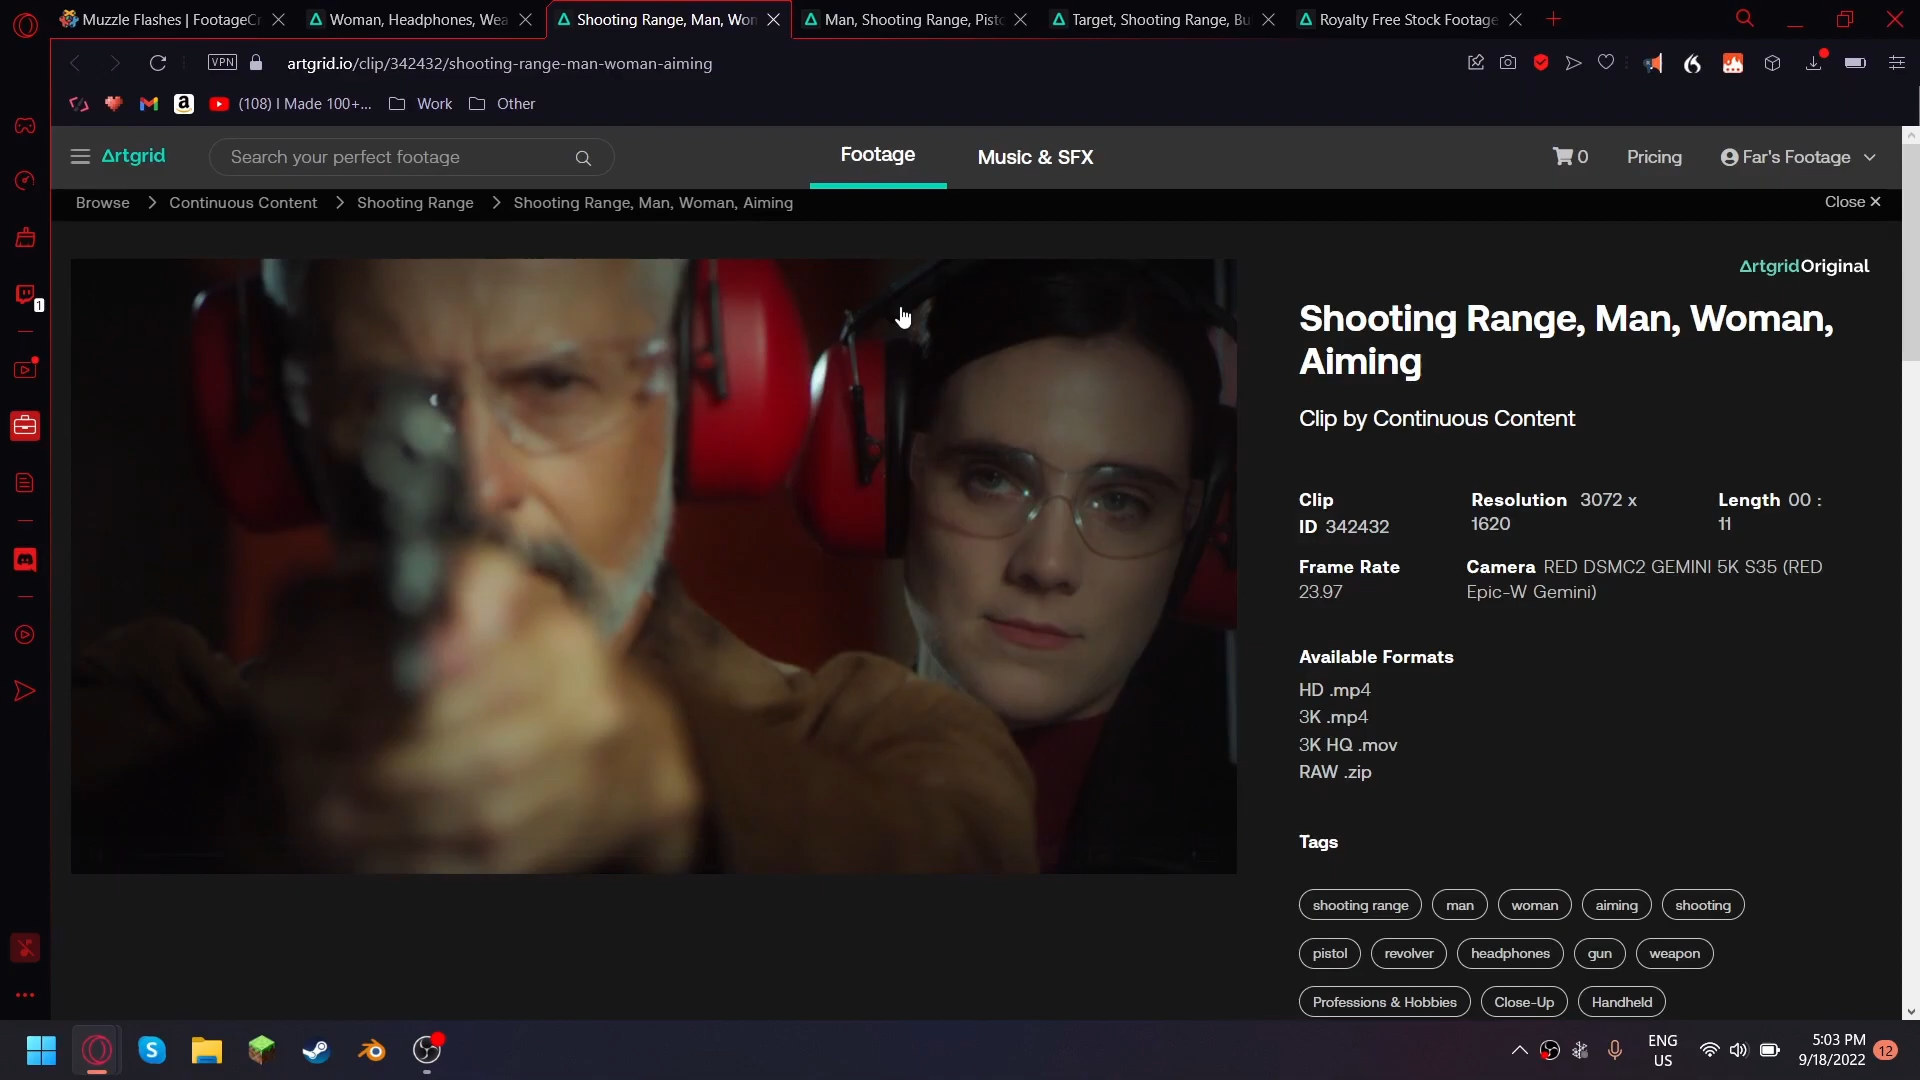 Muzzle Flashes | FootageCr
Woman, Headphones, Wea
Shooting Range, Man, Wom
Man, Shooting Range, Pisto
Target, Shooting Range, Bu
Royalty Free Stock Footage
VPN
artgrid.io/clip/342432/shooting-range-man-woman-aiming
(108) I Made 100+...
Work
Other
Artgrid
Search your perfect footage
Footage
Music & SFX
0
Pricing
Far's Footage
Browse
Continuous Content
Shooting Range
Shooting Range, Man, Woman, Aiming
Close
1
ArtgridOriginal
Shooting Range, Man, Woman,
Aiming
Clip by Continuous Content
Clip
ID 342432
Resolution 3072 x
1620
Length 00 :
11
Frame Rate
23.97
Camera RED DSMC2 GEMINI 5K S35 (RED
Epic-W Gemini)
Available Formats
HD .mp4
3K .mp4
3K HQ .mov
RAW .zip
Tags
shooting range
man
woman
aiming
shooting
pistol
revolver
headphones
gun
weapon
Professions & Hobbies
Close-Up
Handheld
ENG
US
5:03 PM
9/18/2022
12